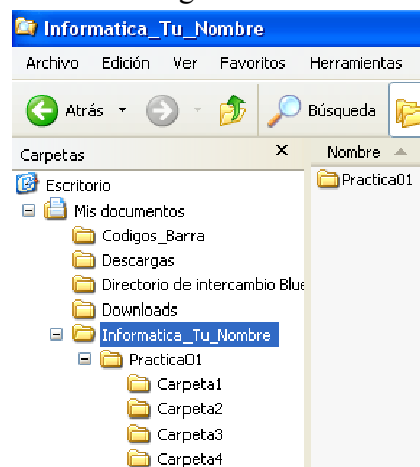 Informatica_Tu_Nombre
Archivo Edición Ver Favoritos Herramientas
Atrás Búsqueda
Carpetas Nombre
Escritorio
Practica01
Mis documentos
Codigos_Barra
Descargas
Directorio de intercambio Blue
Downloads
Informatica_Tu_Nombre
Practica01
Carpeta1
Carpeta2
Carpeta3
Carpeta4